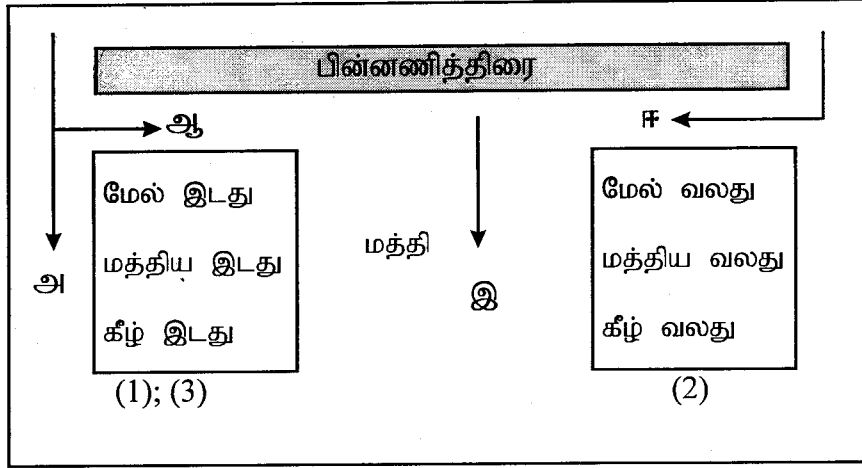 பின்னணித்திரை
ஆ
ஈ
மேல் இடது
மேல் வலது
மத்தி
மத்திய இடது
மத்திய வலது
அ
இ
கீழ் இடது
கீழ் வலது
(1); (3)
(2)